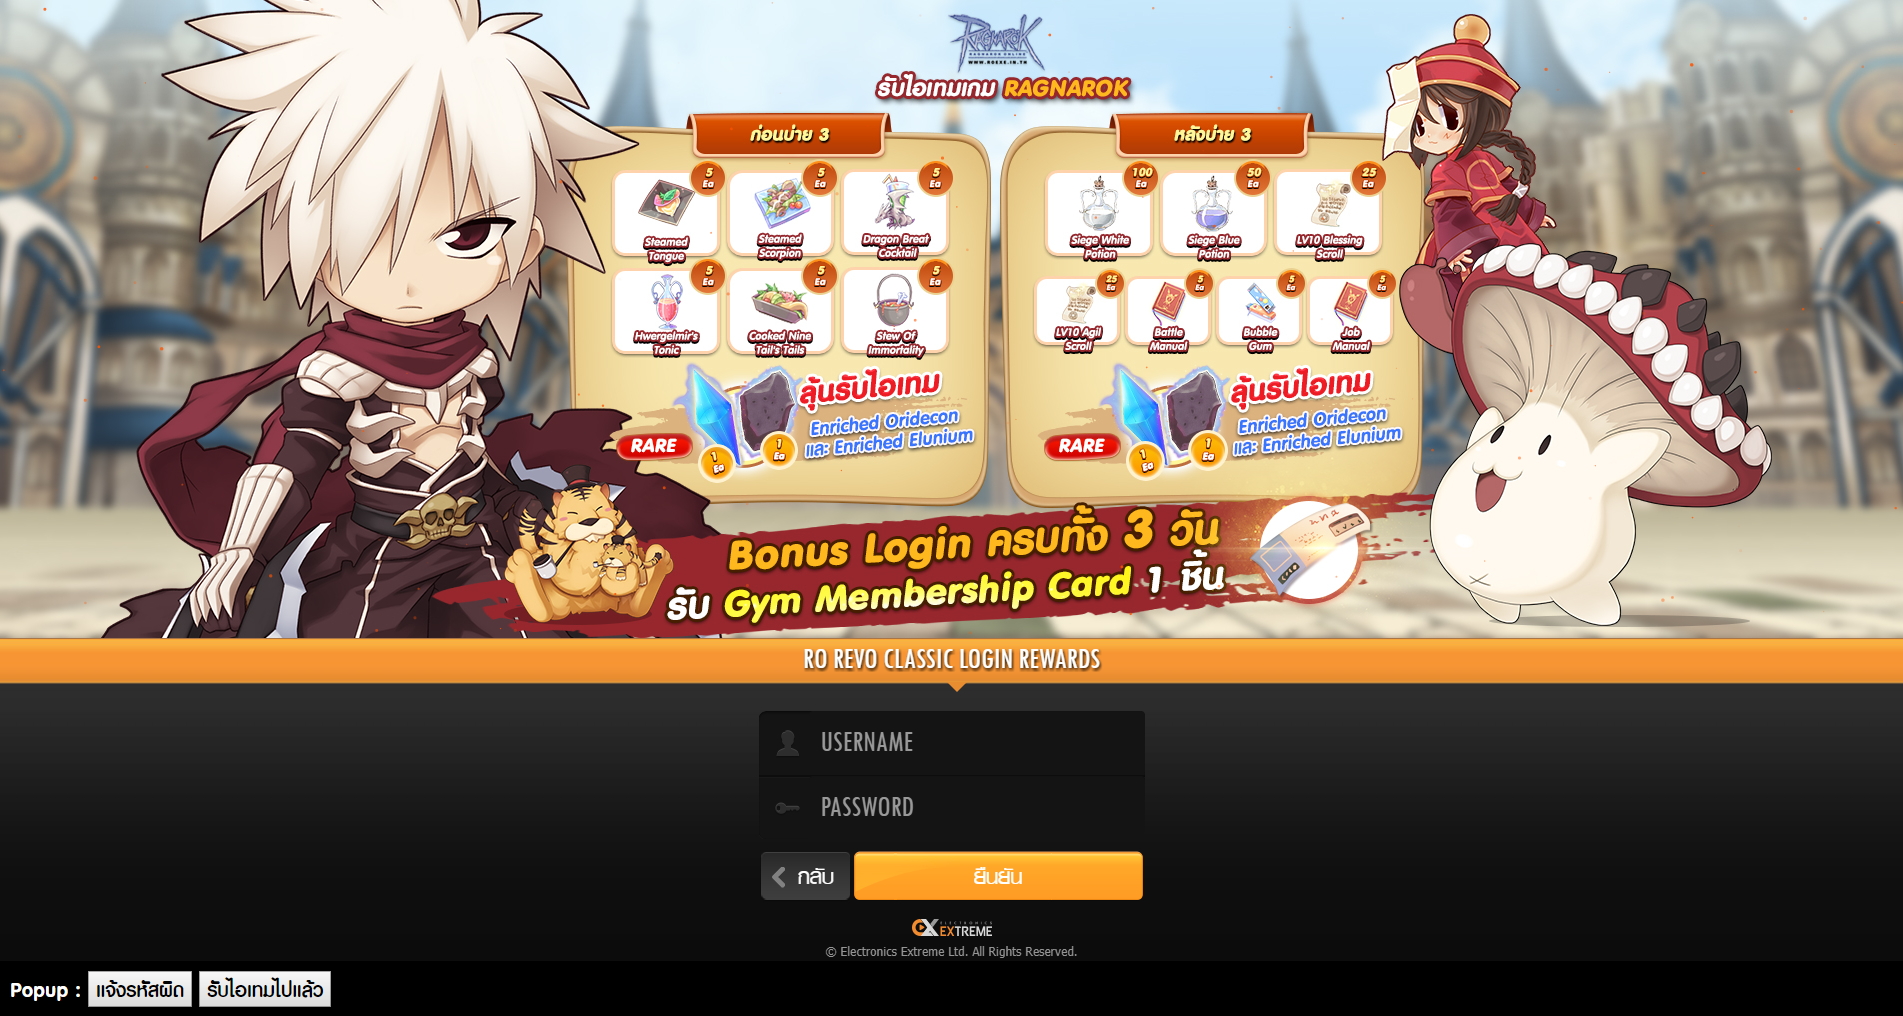 RAGNAROK
RAGNAROK ONLINE
WWW.ROEXE.IN.TH
รับไอเทมเกม RAGNAROK
ก่อนบ่าย 3
5 Ea
Steamed
Tongue
5 Ea
Steamed
Scorpion
5 Ea
Dragon Breat
Cocktail
5 Ea
Hwergelmir's
Tonic
5 Ea
Cooked Nine
Tail's Tails
5 Ea
Stew Of
Immortality
RARE
1 Ea
1 Ea
ลุ้นรับไอเทม
Enriched Oridecon
และ Enriched Elunium
หลังบ่าย 3
100 Ea
Siege White
Potion
50 Ea
Siege Blue
Potion
25 Ea
LV10 Blessing
Scroll
25 Ea
LV10 Agil
Scroll
5 Ea
Battle
Manual
5 Ea
Bubble
Gum
5 Ea
Job
Manual
RARE
1 Ea
1 Ea
ลุ้นรับไอเทม
Enriched Oridecon
และ Enriched Elunium
Bonus Login ครบทั้ง 3 วัน
รับ Gym Membership Card 1 ชิ้น
RO REVO CLASSIC LOGIN REWARDS
USERNAME
PASSWORD
กลับ
ยืนยัน
ELECTRONICS
EXTREME
© Electronics Extreme Ltd. All Rights Reserved.
Popup : แจ้งรหัสผิด รับไอเทมไปแล้ว